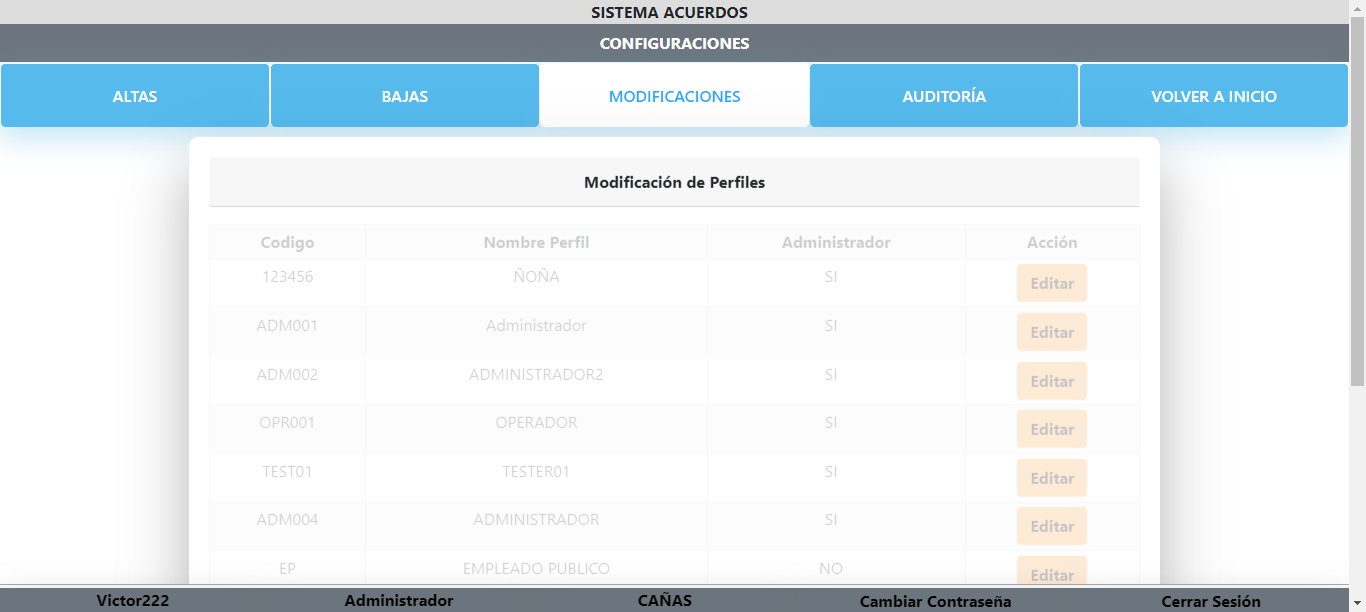 SISTEMA ACUERDOS
CONFIGURACIONES
ALTAS BAJAS MODIFICACIONES AUDITORÍA VOLVER A INICIO
Modificación de Perfiles
Codigo Nombre Perfil Administrador Acción
123456 ÑOÑA SI Editar
ADM001 Administrador SI Editar
ADM002 ADMINISTRADOR2 SI Editar
OPR001 OPERADOR SI Editar
TEST01 TESTER01 SI Editar
ADM004 ADMINISTRADOR SI Editar
EP EMPLEADO PUBLICO NO Editar
Victor222 Administrador CAÑAS Cambiar Contraseña Cerrar Sesión